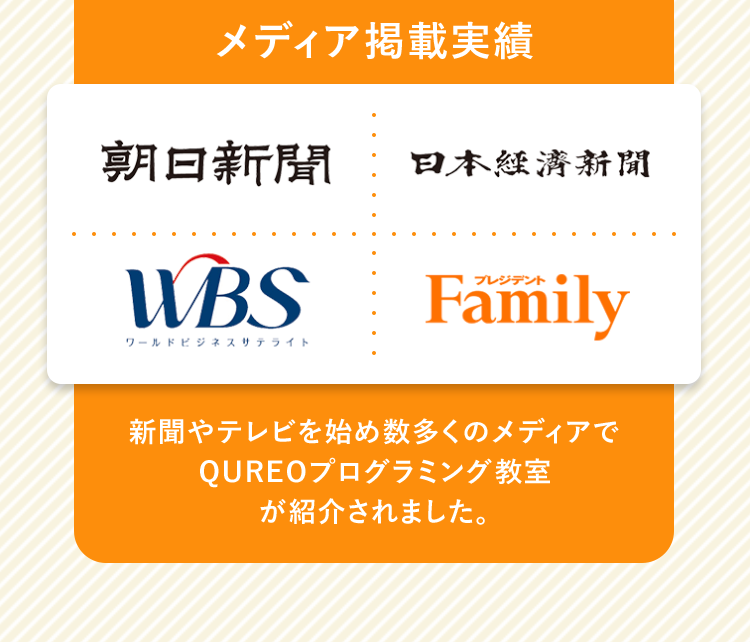 メディア掲載実績
朝日新聞
日本経済新聞
WBS
ワールドビジネスサテライト
プレジデント
Family
新聞やテレビを始め数多くのメディアで
QUREOプログラミング教室
が紹介されました。